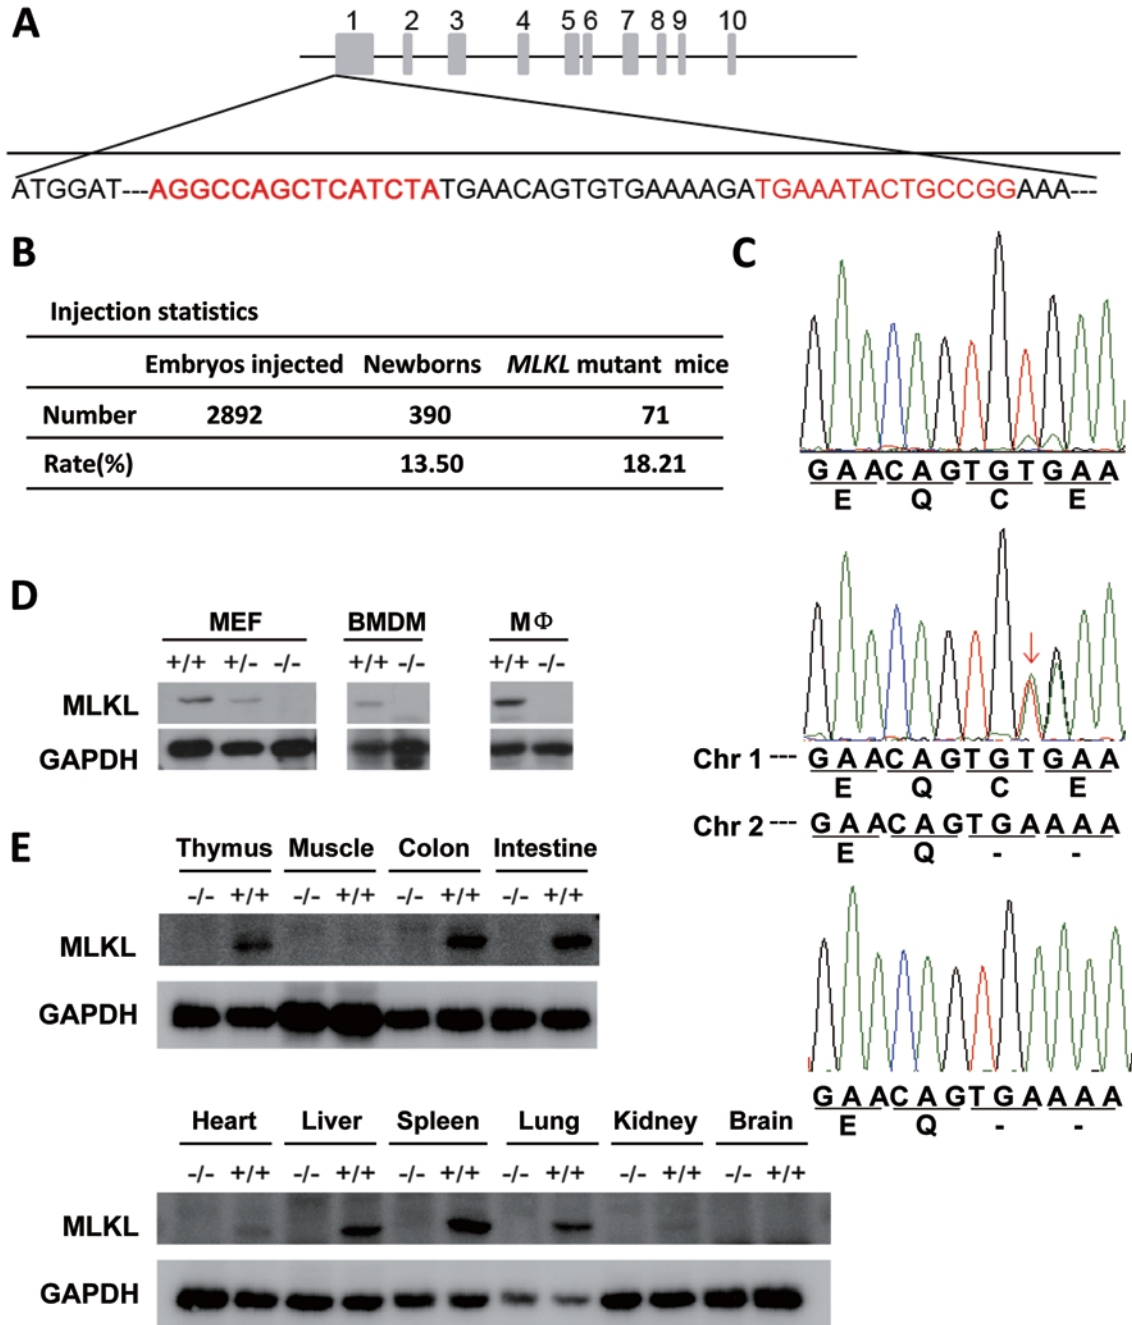 A
1 2 3 4 5 6 7 8 9 10
ATGGAT---AGGCCAGCTCATCTATGAACAGTGTGAAAAGATGAAATACTGCCGGAAA---
B
Injection statistics
Embryos injected Newborns MLKL mutant mice
Number 2892 390 71
Rate(%) 13.50 18.21
C
G A A C A G T G T G A A
E Q C E
Chr 1 --- G A A C A G T G T G A A
E Q C E
Chr 2 --- G A A C A G T G A A A A
E Q - -
G A A C A G T G A A A A
E Q - -
D
MEF BMDM MΦ
+/+ +/- -/- +/+ -/- +/+ -/-
MLKL
GAPDH
E
Thymus Muscle Colon Intestine
-/- +/+ -/- +/+ -/- +/+ -/- +/+
MLKL
GAPDH
Heart Liver Spleen Lung Kidney Brain
-/- +/+ -/- +/+ -/- +/+ -/- +/+ -/- +/+ -/- +/+
MLKL
GAPDH